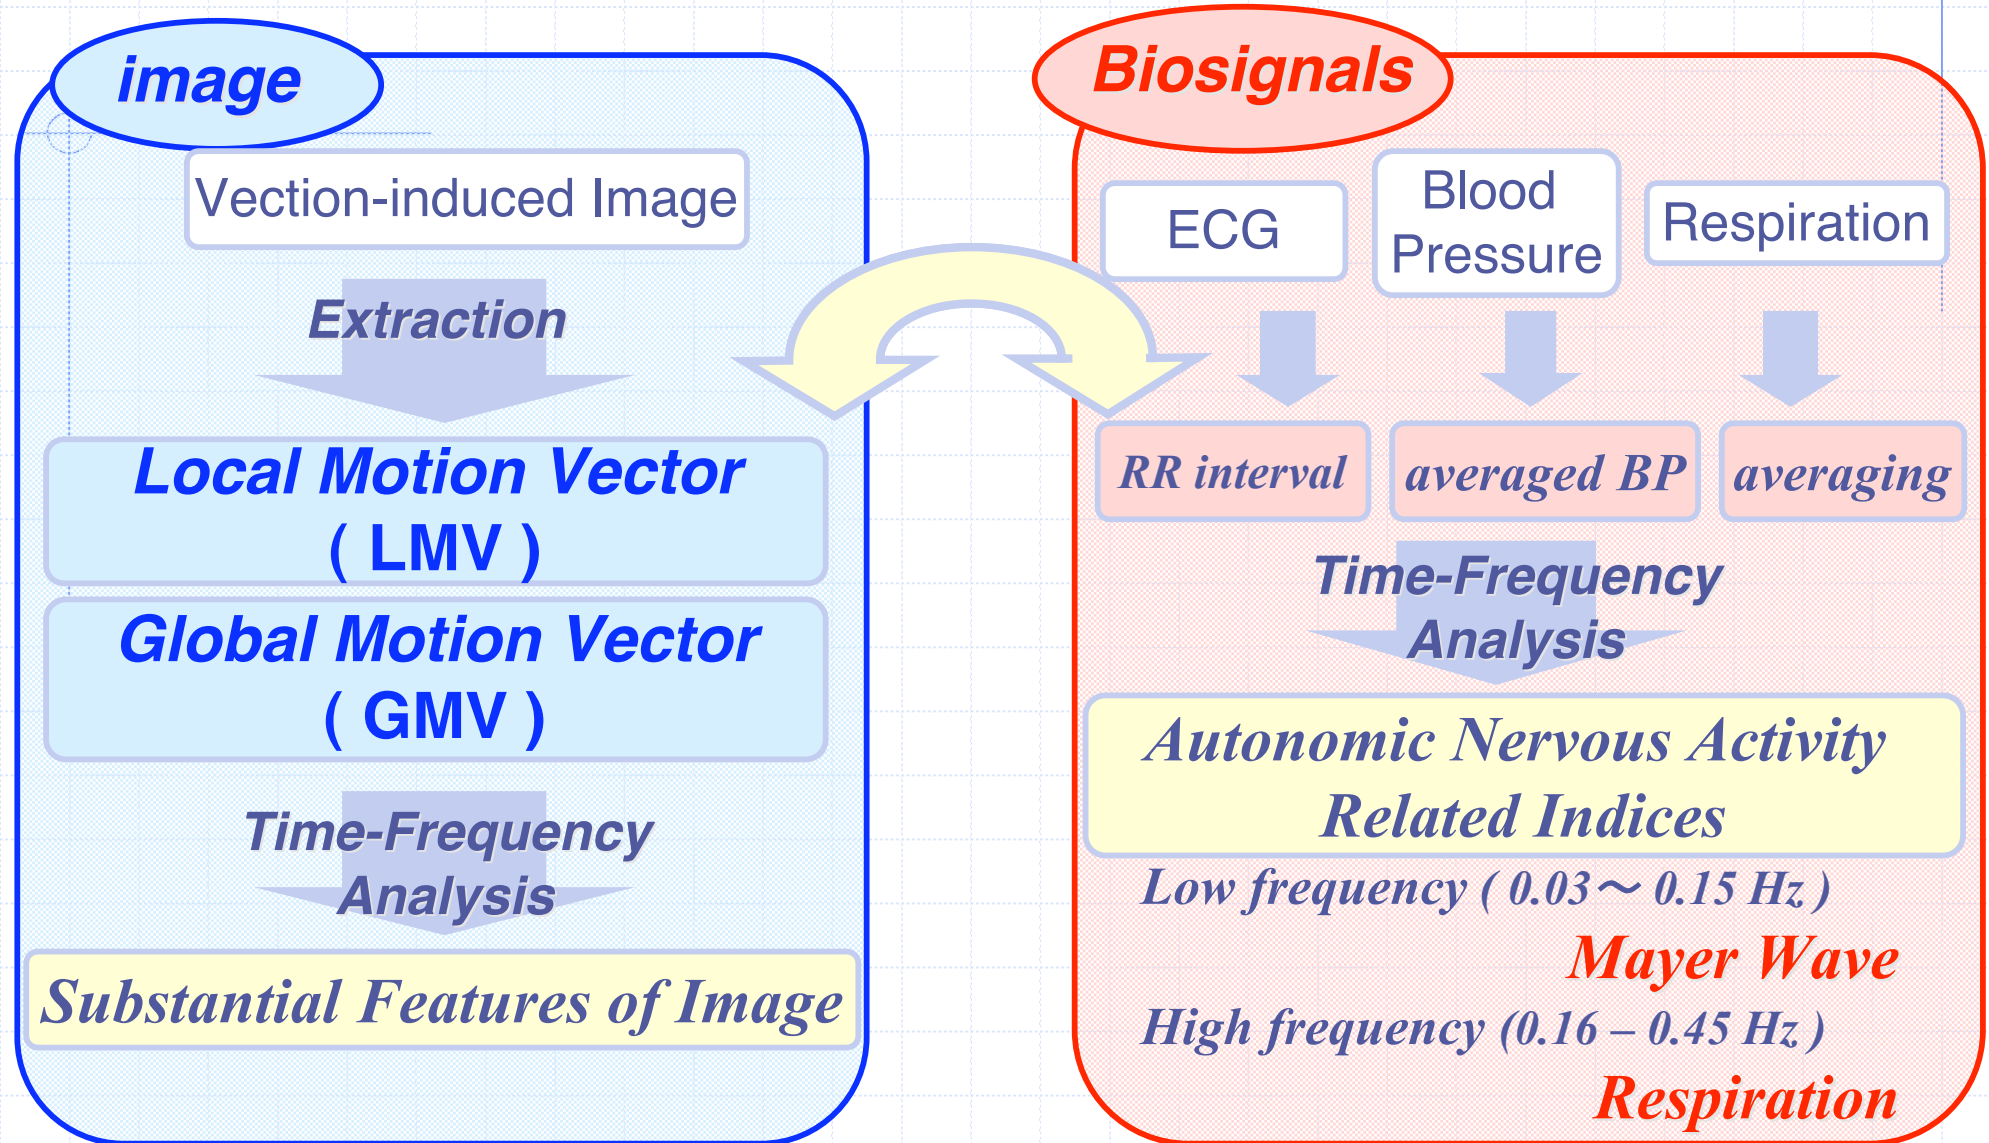 image
Vection-induced Image
Extraction
Local Motion Vector
( LMV )
Global Motion Vector
( GMV )
Time-Frequency
Analysis
Substantial Features of Image
Biosignals
ECG
Blood
Pressure
Respiration
RR interval
averaged BP
averaging
Time-Frequency
Analysis
Autonomic Nervous Activity
Related Indices
Low frequency ( 0.03～ 0.15 Hz )
Mayer Wave
High frequency (0.16 – 0.45 Hz )
Respiration